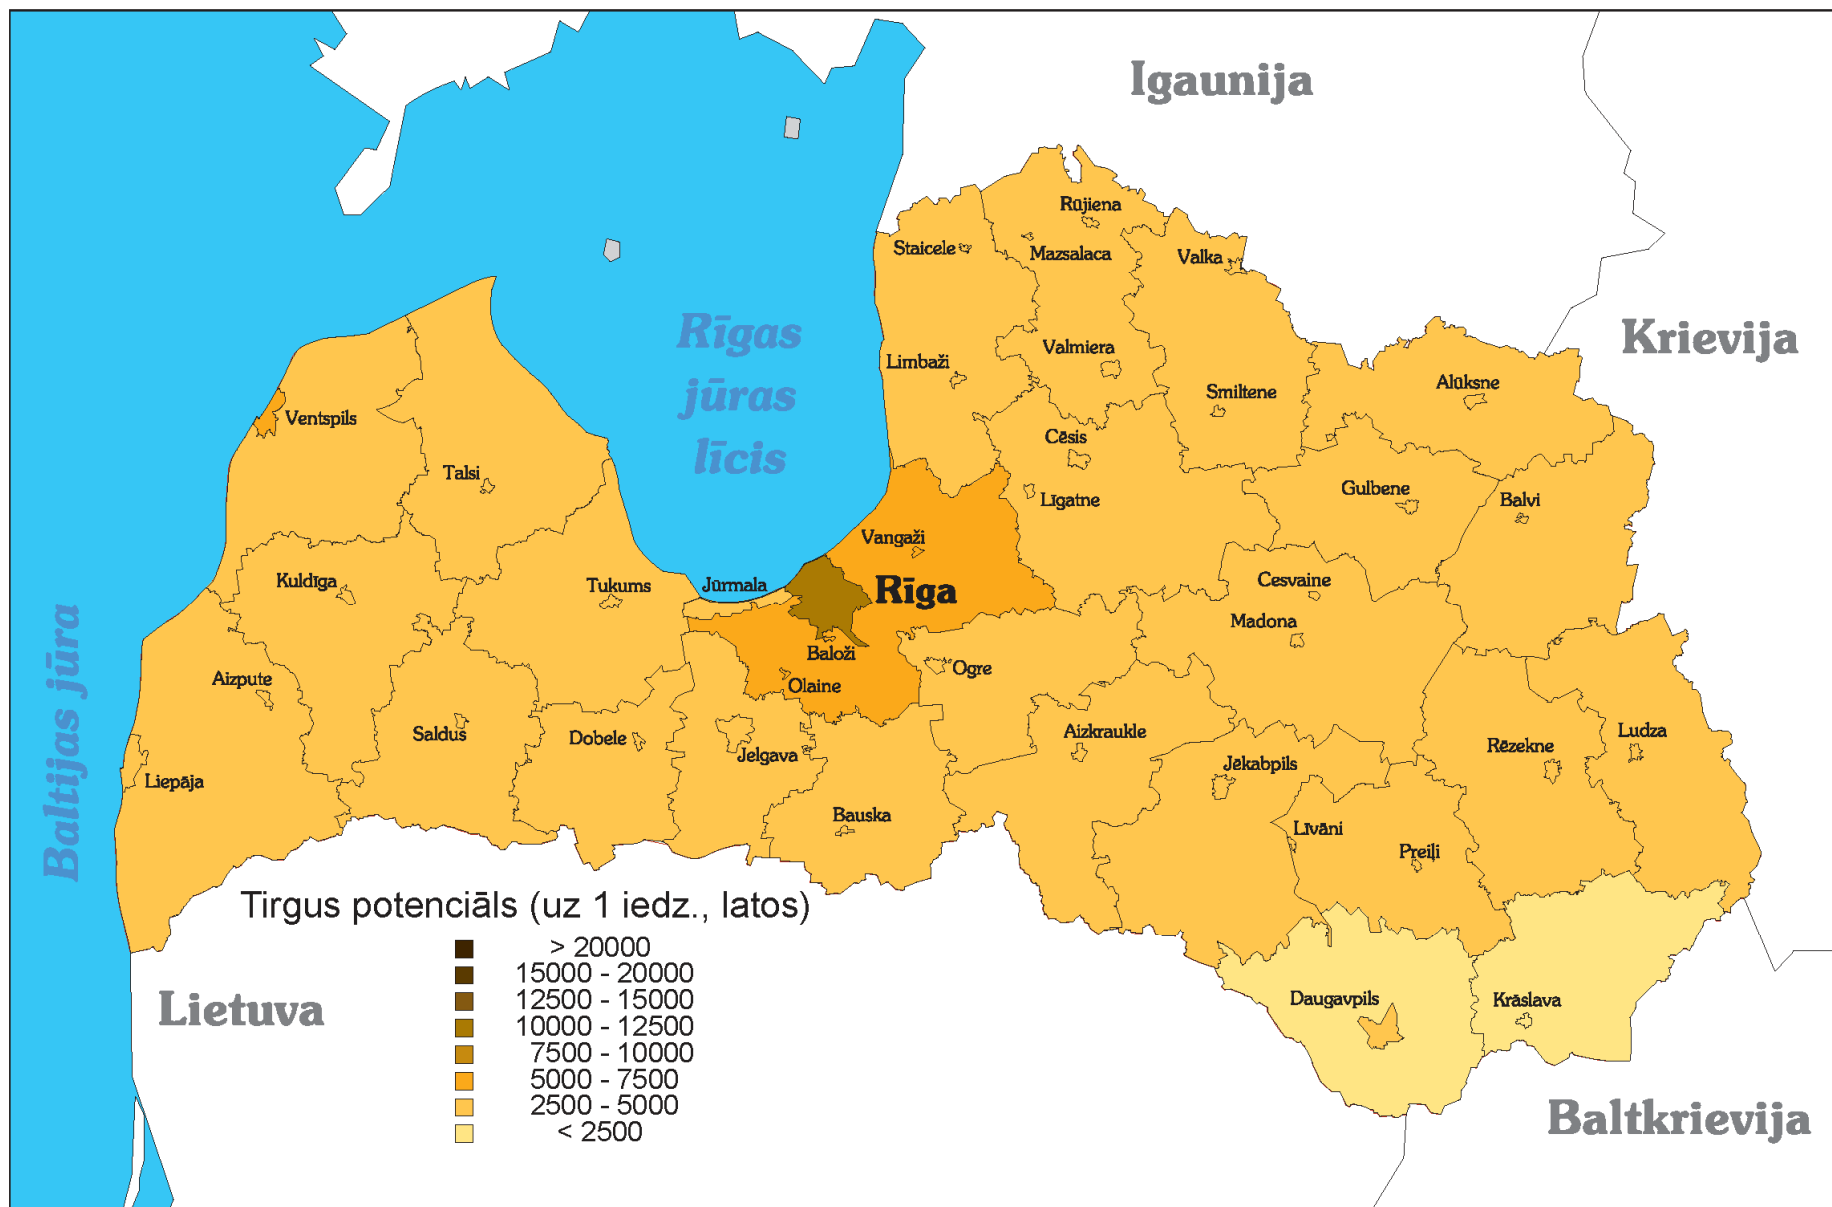 Igaunija
Rūjiena
Staicele
Mazsalaca
Valka
Rīgas
jūras
līcis
Krievija
Limbaži
Valmiera
Alūksne
Smiltene
Ventspils
Cēsis
Talsi
Līgatne
Gulbene
Balvi
Vangaži
Kuldīga
Tukums
Jūrmala
Rīga
Cesvaine
Madona
Baltijas jūra
Baloži
Ogre
Aizpute
Olaine
Saldus
Dobele
Jelgava
Aizkraukle
Rēzekne
Ludza
Jēkabpils
Liepāja
Bauska
Līvāni
Preiļi
Tirgus potenciāls (uz 1 iedz., latos)
> 20000
15000 - 20000
12500 - 15000
10000 - 12500
7500 - 10000
5000 - 7500
2500 - 5000
< 2500
Lietuva
Daugavpils
Krāslava
Baltkrievija